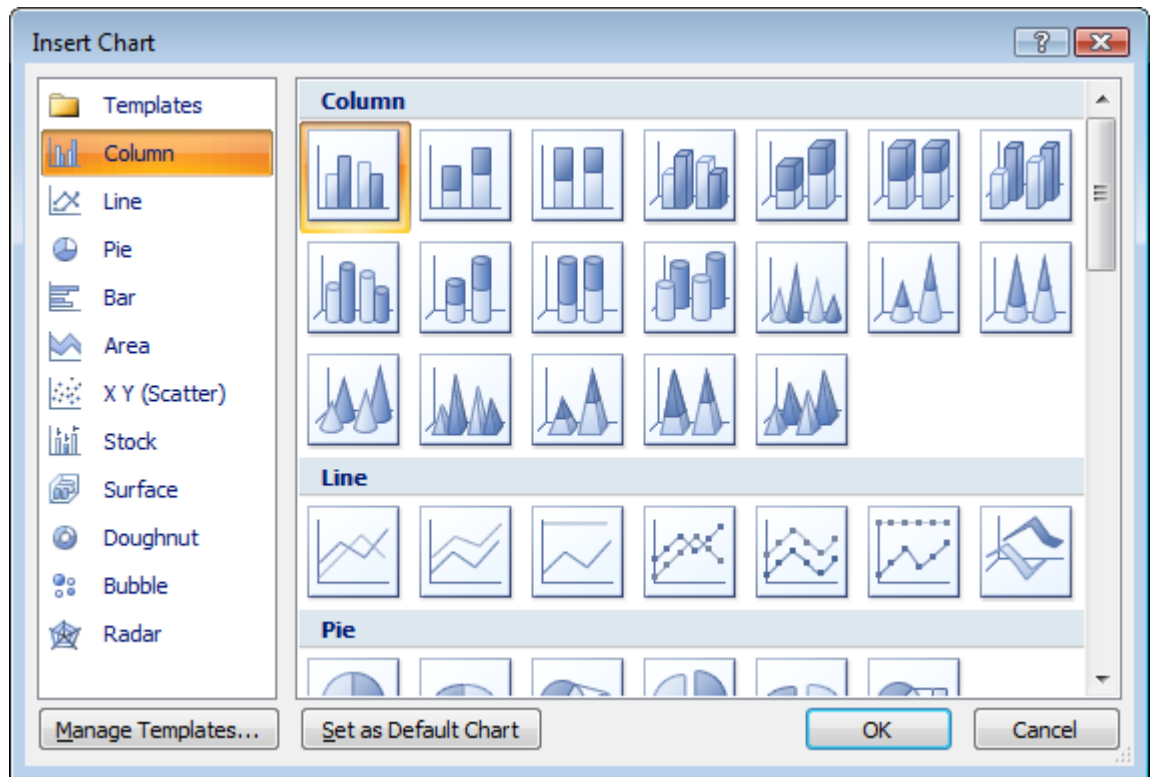 Insert Chart
Templates
Column
Line
Pie
Bar
Area
X Y (Scatter)
Stock
Surface
Doughnut
Bubble
Radar
Column
Line
Pie
Manage Templates...
Set as Default Chart
OK
Cancel